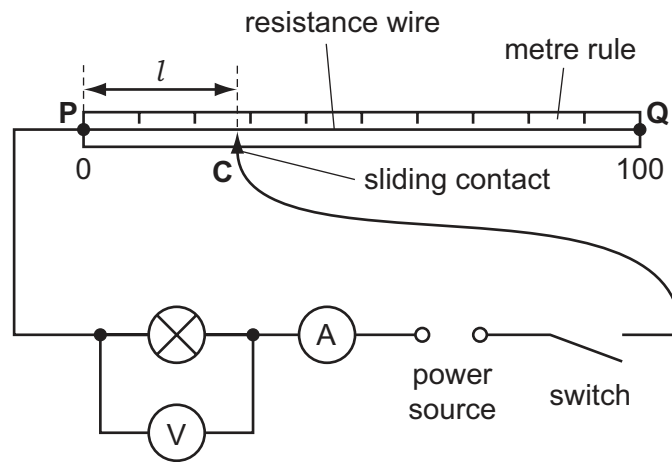 resistance wire
metre rule
l
P
Q
0
C
sliding contact
100
A
power
source
switch
V